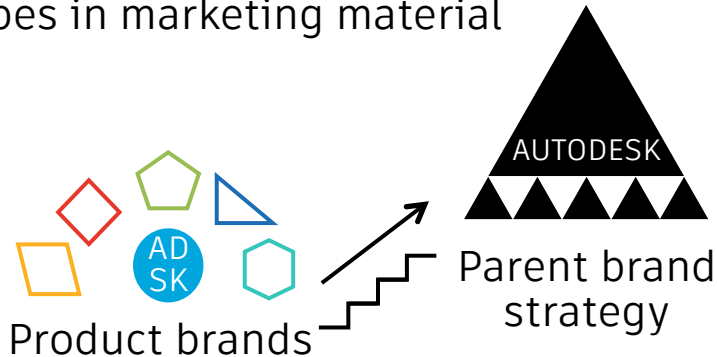 pes in marketing material
AUTODESK
AD
SK
Parent brand
strategy
Product brands